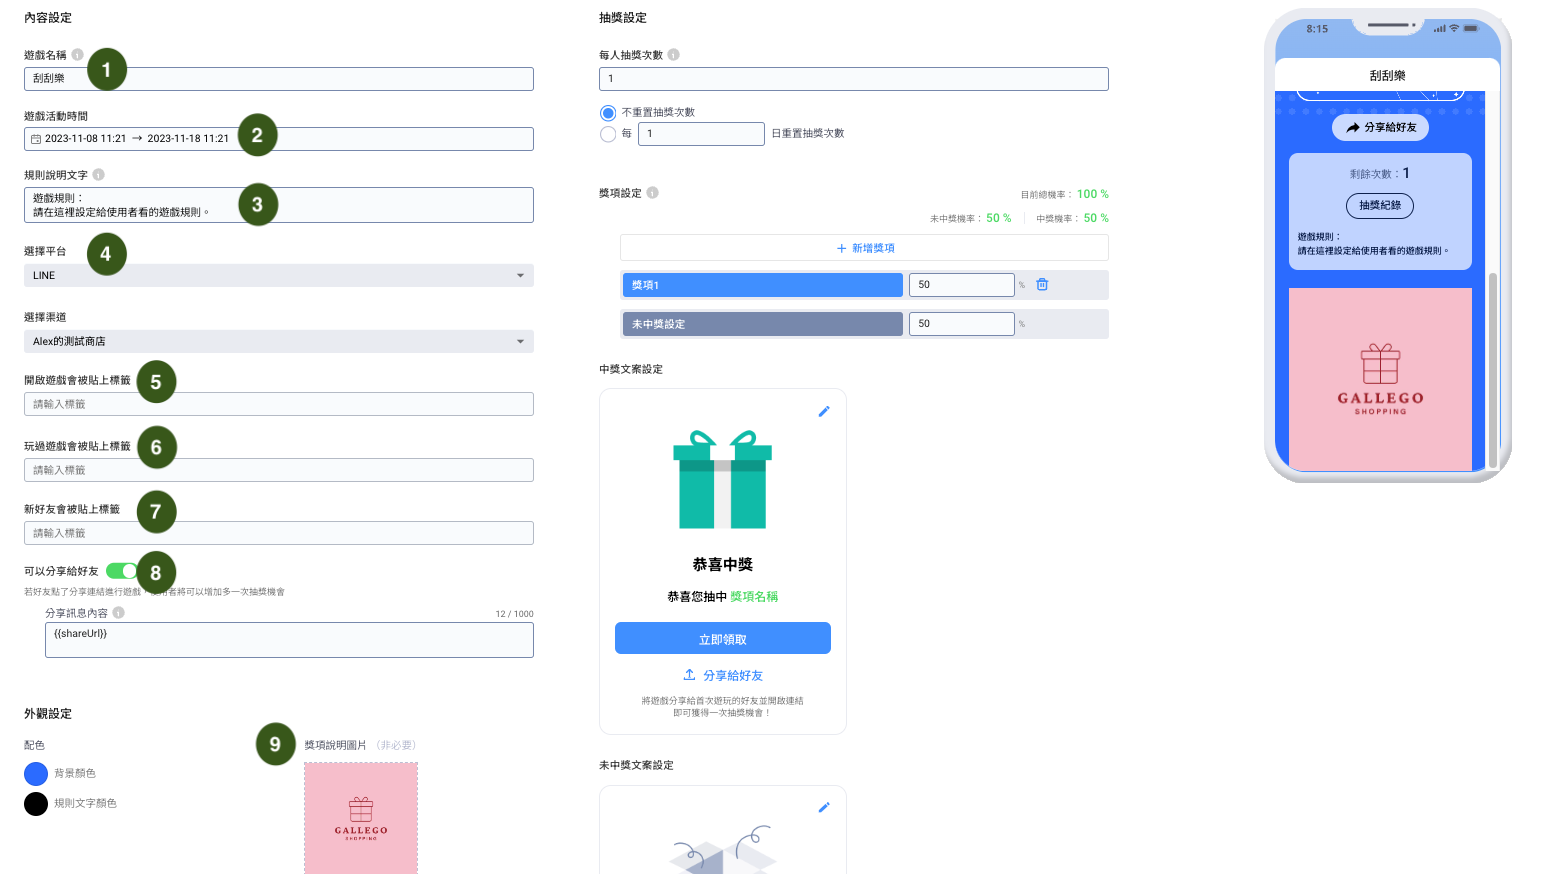 內容設定
遊戲名稱
1
刮刮樂
遊戲活動時間
2023-11-08 11:21 → 2023-11-18 11:21
2
規則說明文字
遊戲規則：
請在這裡設定給使用者看的遊戲規則。
3
選擇平台
4
LINE
選擇渠道
Alex的測試商店
開啟遊戲會被貼上標籤
5
請輸入標籤
玩過遊戲會被貼上標籤
6
請輸入標籤
新好友會被貼上標籤
7
請輸入標籤
可以分享給好友
8
若好友點了分享連結進行遊戲，用者將可以增加多一次抽獎機會
分享訊息內容
12 / 1000
{{shareUrl}}
外觀設定
配色
背景顏色
規則文字顏色
9
獎項說明圖片 （非必要）
GALLEGO
SHOPPING
抽獎設定
每人抽獎次數
1
不重置抽獎次數
每 1 日重置抽獎次數
獎項設定
目前總機率： 100 %
未中獎機率： 50 % 中獎機率： 50 %
＋ 新增獎項
獎項1 50 %
未中獎設定 50 %
中獎文案設定
恭喜中獎
恭喜您抽中 獎項名稱
立即領取
分享給好友
將遊戲分享給首次遊玩的好友並開啟連結
即可獲得一次抽獎機會！
未中獎文案設定
8:15
刮刮樂
分享給好友
剩餘次數：1
抽獎紀錄
遊戲規則：
請在這裡設定給使用者看的遊戲規則。
GALLEGO
SHOPPING